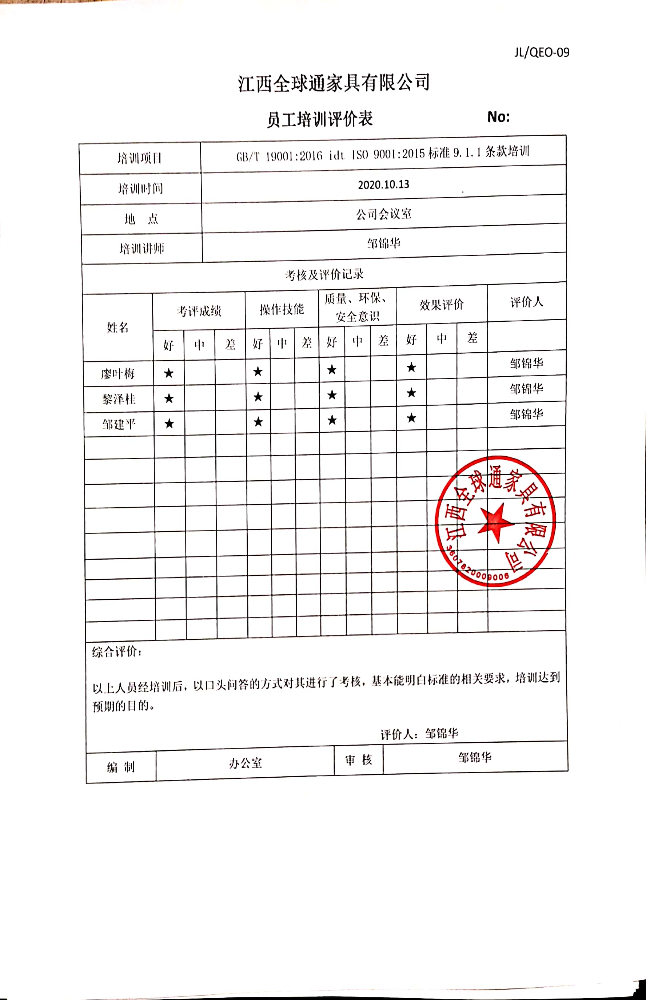 JL/QEO-09
江西全球通家具有限公司
员工培训评价表 No:
培训项目 GB/T 19001:2016 idt ISO 9001:2015标准9.1.1条款培训
培训时间 2020.10.13
地 点 公司会议室
培训讲师 邹锦华
考核及评价记录
姓名 考评成绩 操作技能 质量、环保、安全意识 效果评价 评价人
好 中 差 好 中 差 好 中 差 好 中 差
廖叶梅 ★ ★ ★ ★ 邹锦华
黎泽桂 ★ ★ ★ ★ 邹锦华
邹建平 ★ ★ ★ ★ 邹锦华
江西全球通家具有限公司
3607820009006
综合评价：
以上人员经培训后，以口头问答的方式对其进行了考核，基本能明白标准的相关要求，培训达到
预期的目的。
评价人：邹锦华
编 制 办公室 审 核 邹锦华